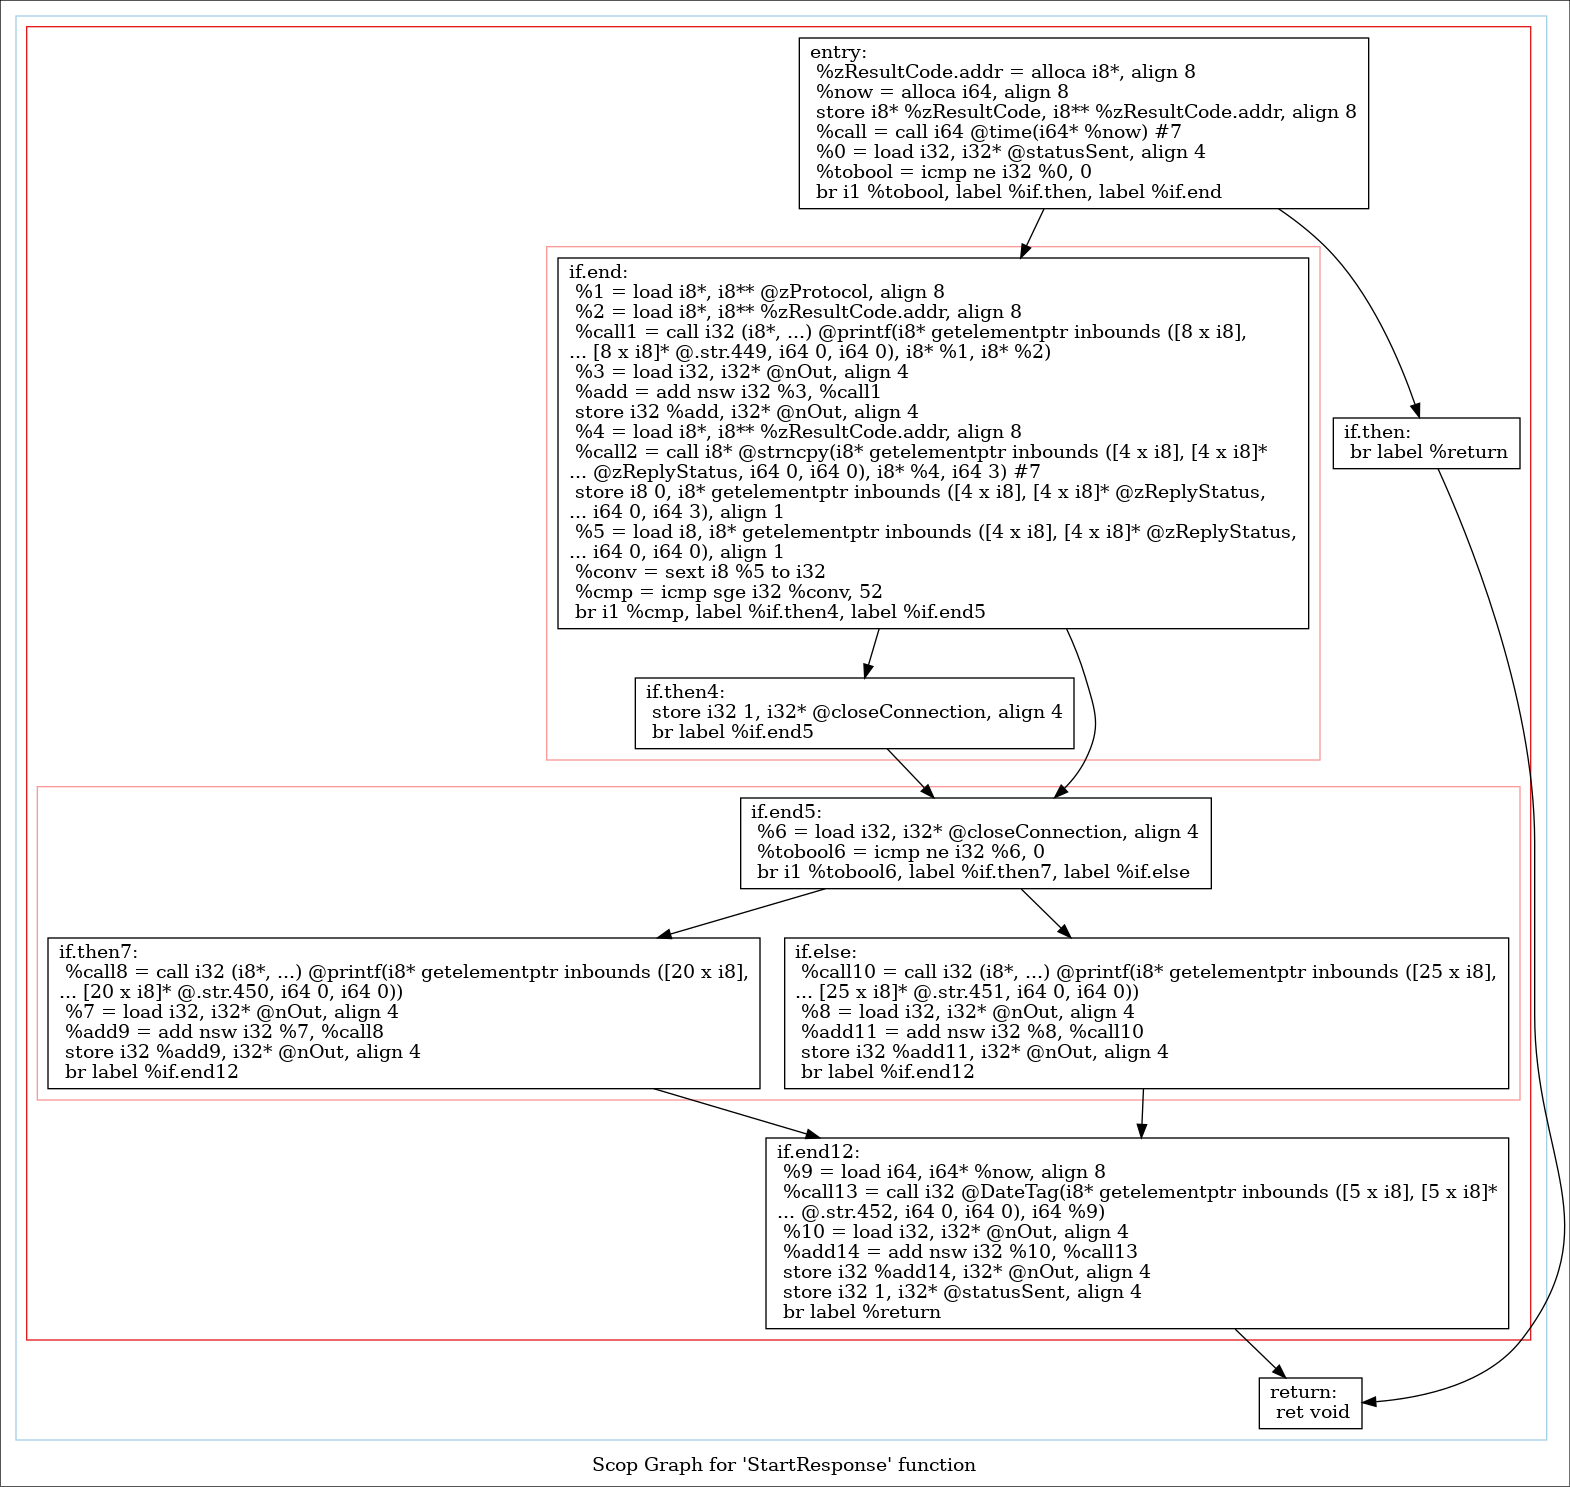 entry:
%zResultCode.addr = alloca i8*, align 8
%now = alloca i64, align 8
store i8* %zResultCode, i8** %zResultCode.addr, align 8
%call = call i64 @time(i64* %now) #7
%0 = load i32, i32* @statusSent, align 4
%tobool = icmp ne i32 %0, 0
br i1 %tobool, label %if.then, label %if.end
if.end:
%1 = load i8*, i8** @zProtocol, align 8
%2 = load i8*, i8** %zResultCode.addr, align 8
%call1 = call i32 (i8*, ...) @printf(i8* getelementptr inbounds ([8 x i8],
... [8 x i8]* @.str.449, i64 0, i64 0), i8* %1, i8* %2)
%3 = load i32, i32* @nOut, align 4
%add = add nsw i32 %3, %call1
store i32 %add, i32* @nOut, align 4
%4 = load i8*, i8** %zResultCode.addr, align 8
%call2 = call i8* @strncpy(i8* getelementptr inbounds ([4 x i8], [4 x i8]*
... @zReplyStatus, i64 0, i64 0), i8* %4, i64 3) #7
store i8 0, i8* getelementptr inbounds ([4 x i8], [4 x i8]* @zReplyStatus,
... i64 0, i64 3), align 1
%5 = load i8, i8* getelementptr inbounds ([4 x i8], [4 x i8]* @zReplyStatus,
... i64 0, i64 0), align 1
%conv = sext i8 %5 to i32
%cmp = icmp sge i32 %conv, 52
br i1 %cmp, label %if.then4, label %if.end5
if.then:
br label %return
if.then4:
store i32 1, i32* @closeConnection, align 4
br label %if.end5
if.end5:
%6 = load i32, i32* @closeConnection, align 4
%tobool6 = icmp ne i32 %6, 0
br i1 %tobool6, label %if.then7, label %if.else
if.then7:
%call8 = call i32 (i8*, ...) @printf(i8* getelementptr inbounds ([20 x i8],
... [20 x i8]* @.str.450, i64 0, i64 0))
%7 = load i32, i32* @nOut, align 4
%add9 = add nsw i32 %7, %call8
store i32 %add9, i32* @nOut, align 4
br label %if.end12
if.else:
%call10 = call i32 (i8*, ...) @printf(i8* getelementptr inbounds ([25 x i8],
... [25 x i8]* @.str.451, i64 0, i64 0))
%8 = load i32, i32* @nOut, align 4
%add11 = add nsw i32 %8, %call10
store i32 %add11, i32* @nOut, align 4
br label %if.end12
if.end12:
%9 = load i64, i64* %now, align 8
%call13 = call i32 @DateTag(i8* getelementptr inbounds ([5 x i8], [5 x i8]*
... @.str.452, i64 0, i64 0), i64 %9)
%10 = load i32, i32* @nOut, align 4
%add14 = add nsw i32 %10, %call13
store i32 %add14, i32* @nOut, align 4
store i32 1, i32* @statusSent, align 4
br label %return
return:
ret void
Scop Graph for 'StartResponse' function